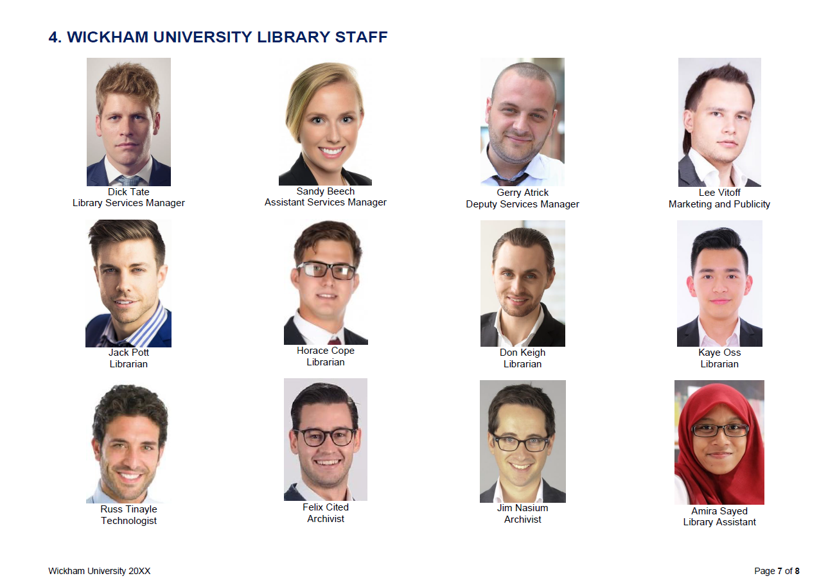 4. WICKHAM UNIVERSITY LIBRARY STAFF
Dick Tate
Library Services Manager
Sandy Beech
Assistant Services Manager
Gerry Atrick
Deputy Services Manager
Lee Vitoff
Marketing and Publicity
Jack Pott
Librarian
Horace Cope
Librarian
Don Keigh
Librarian
Kaye Oss
Librarian
Russ Tinayle
Technologist
Felix Cited
Archivist
Jim Nasium
Archivist
Amira Sayed
Library Assistant
Wickham University 20XX
Page 7 of 8